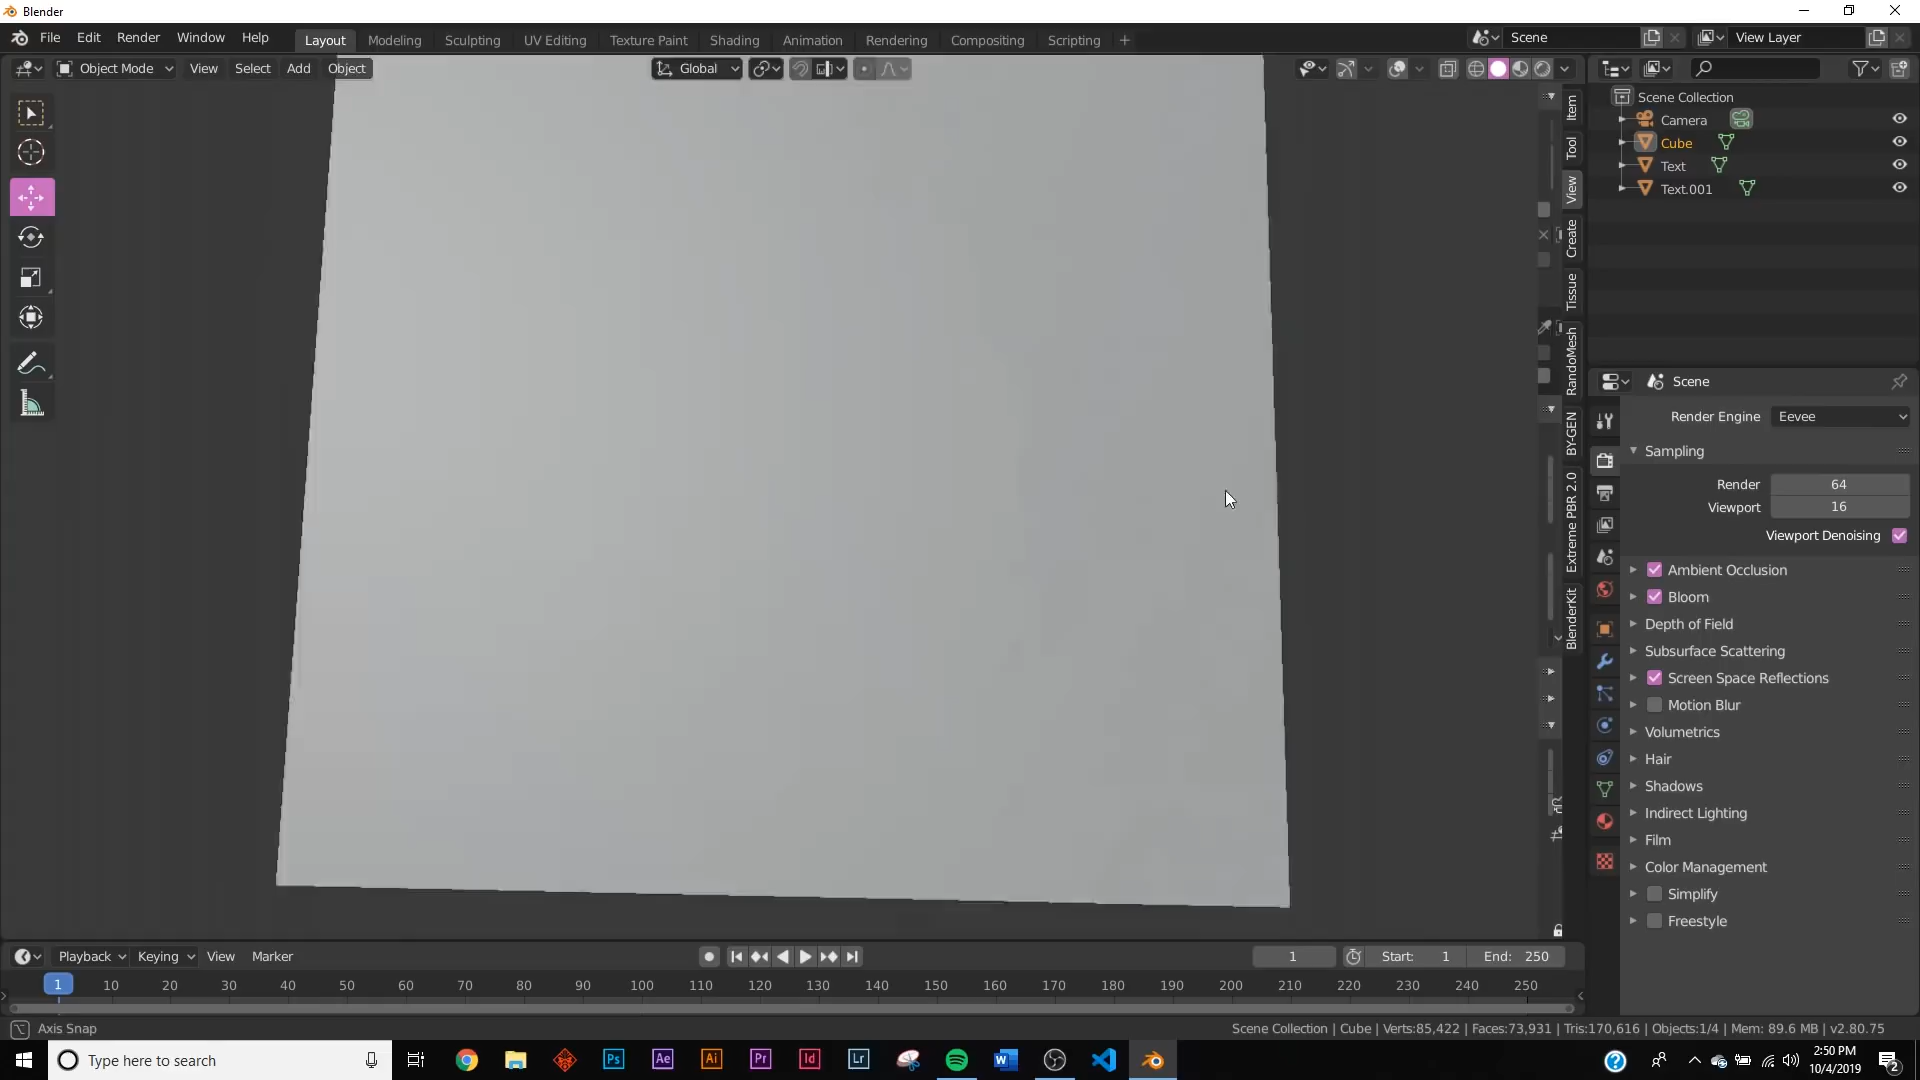 Blender
File Edit Render Window Help Layout Modeling Sculpting UV Editing Texture Paint Shading Animation Rendering Compositing Scripting Scene View Layer
Object Mode View Select Add Object Global
Item
Tool
View
Create
Tissue
RandoMesh
BY-GEN
Extreme PBR 2.0
BlenderKit
Scene Collection
Camera
Cube
Text
Text.001
Scene
Render Engine Eevee
Sampling
Render 64
Viewport 16
Viewport Denoising
Ambient Occlusion
Bloom
Depth of Field
Subsurface Scattering
Screen Space Reflections
Motion Blur
Volumetrics
Hair
Shadows
Indirect Lighting
Film
Color Management
Simplify
Freestyle
Playback Keying View Marker 1 Start: 1 End: 250
1 10 20 30 40 50 60 70 80 90 100 110 120 130 140 150 160 170 180 190 200 210 220 230 240 250
Axis Snap Scene Collection | Cube | Verts:85,422 | Faces:73,931 | Tris:170,616 | Objects:1/4 | Mem: 89.6 MB | v2.80.75
Type here to search Ps Ae Ai Pr Id Lr W ? 2:50 PM
10/4/2019 2